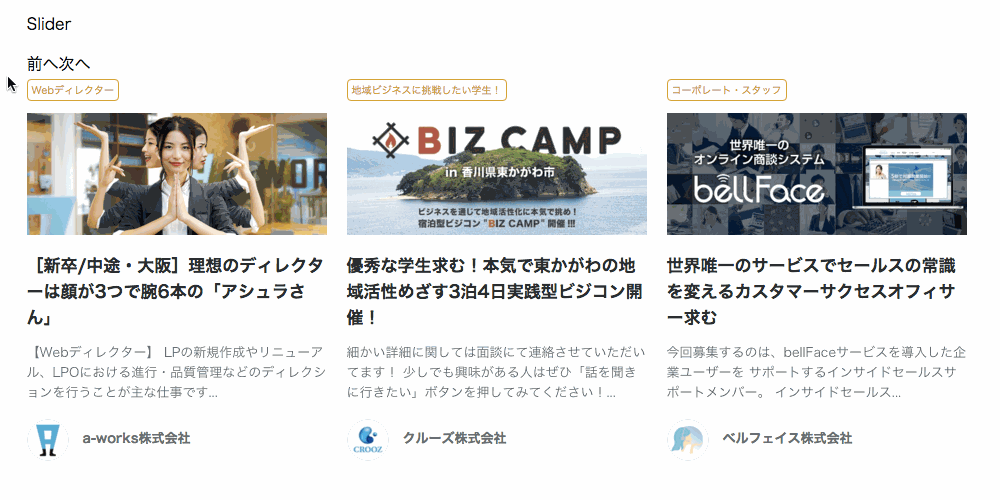 Slider
前へ次へ
Webディレクター
WOR
［新卒/中途・大阪］理想のディレクタ
ーは顔が3つで腕6本の「アシュラさ
ん」
【Webディレクター】 LPの新規作成やリニューア
ル、LPOにおける進行・品質管理などのディレクシ
ョンを行うことが主な仕事です...
a-works株式会社
地域ビジネスに挑戦したい学生！
BIZ CAMP
in 香川県東かがわ市
ビジネスを通じて地域活性化に本気で挑め！
宿泊型ビジコン "BIZ CAMP" 開催 !!!
優秀な学生求む！本気で東かがわの地
域活性めざす3泊4日実践型ビジコン開
催！
細かい詳細に関しては面談にて連絡させていただい
てます！ 少しでも興味がある人はぜひ「話を聞き
に行きたい」ボタンを押してみてください！...
CROOZ
クルーズ株式会社
コーポレート・スタッフ
世界唯一の
オンライン商談システム
bellFace
世界唯一のサービスでセールスの常識
を変えるカスタマーサクセスオフィサ
ー求む
今回募集するのは、bellFaceサービスを導入した企
業ユーザーを サポートするインサイドセールスサ
ポートメンバー。 インサイドセールス...
ベルフェイス株式会社